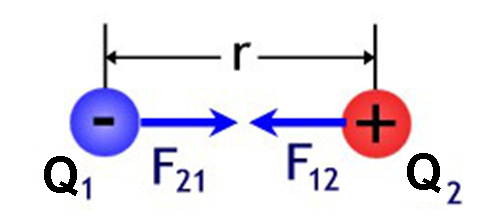 r
- +
Q₁ F₂₁ F₁₂ Q₂